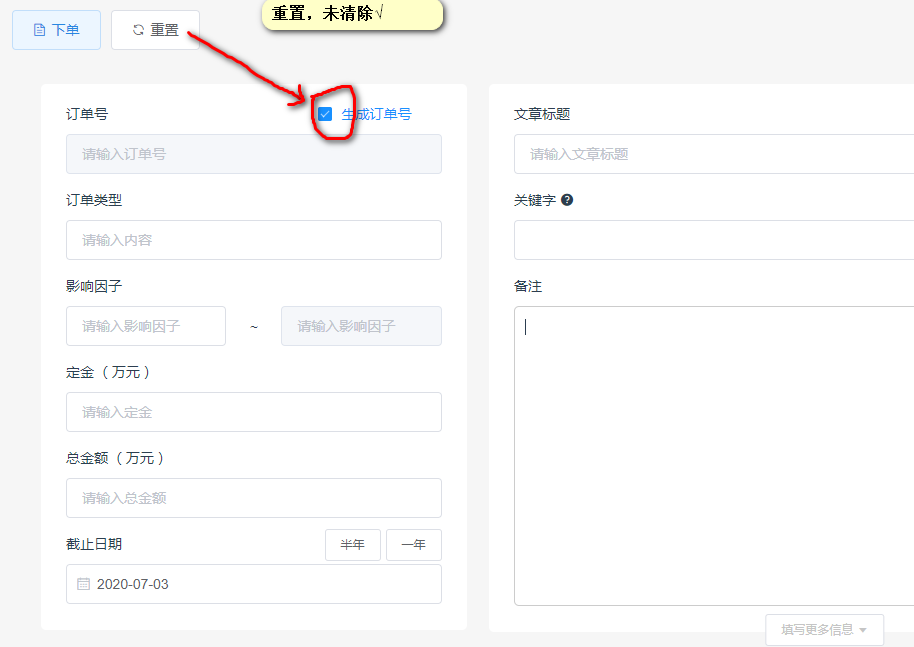 下单
重置
重置，未清除√
订单号
生成订单号
请输入订单号
订单类型
请输入内容
影响因子
请输入影响因子
~
请输入影响因子
定金（万元）
请输入定金
总金额（万元）
请输入总金额
截止日期
半年
一年
2020-07-03
文章标题
请输入文章标题
关键字
?
备注
填写更多信息